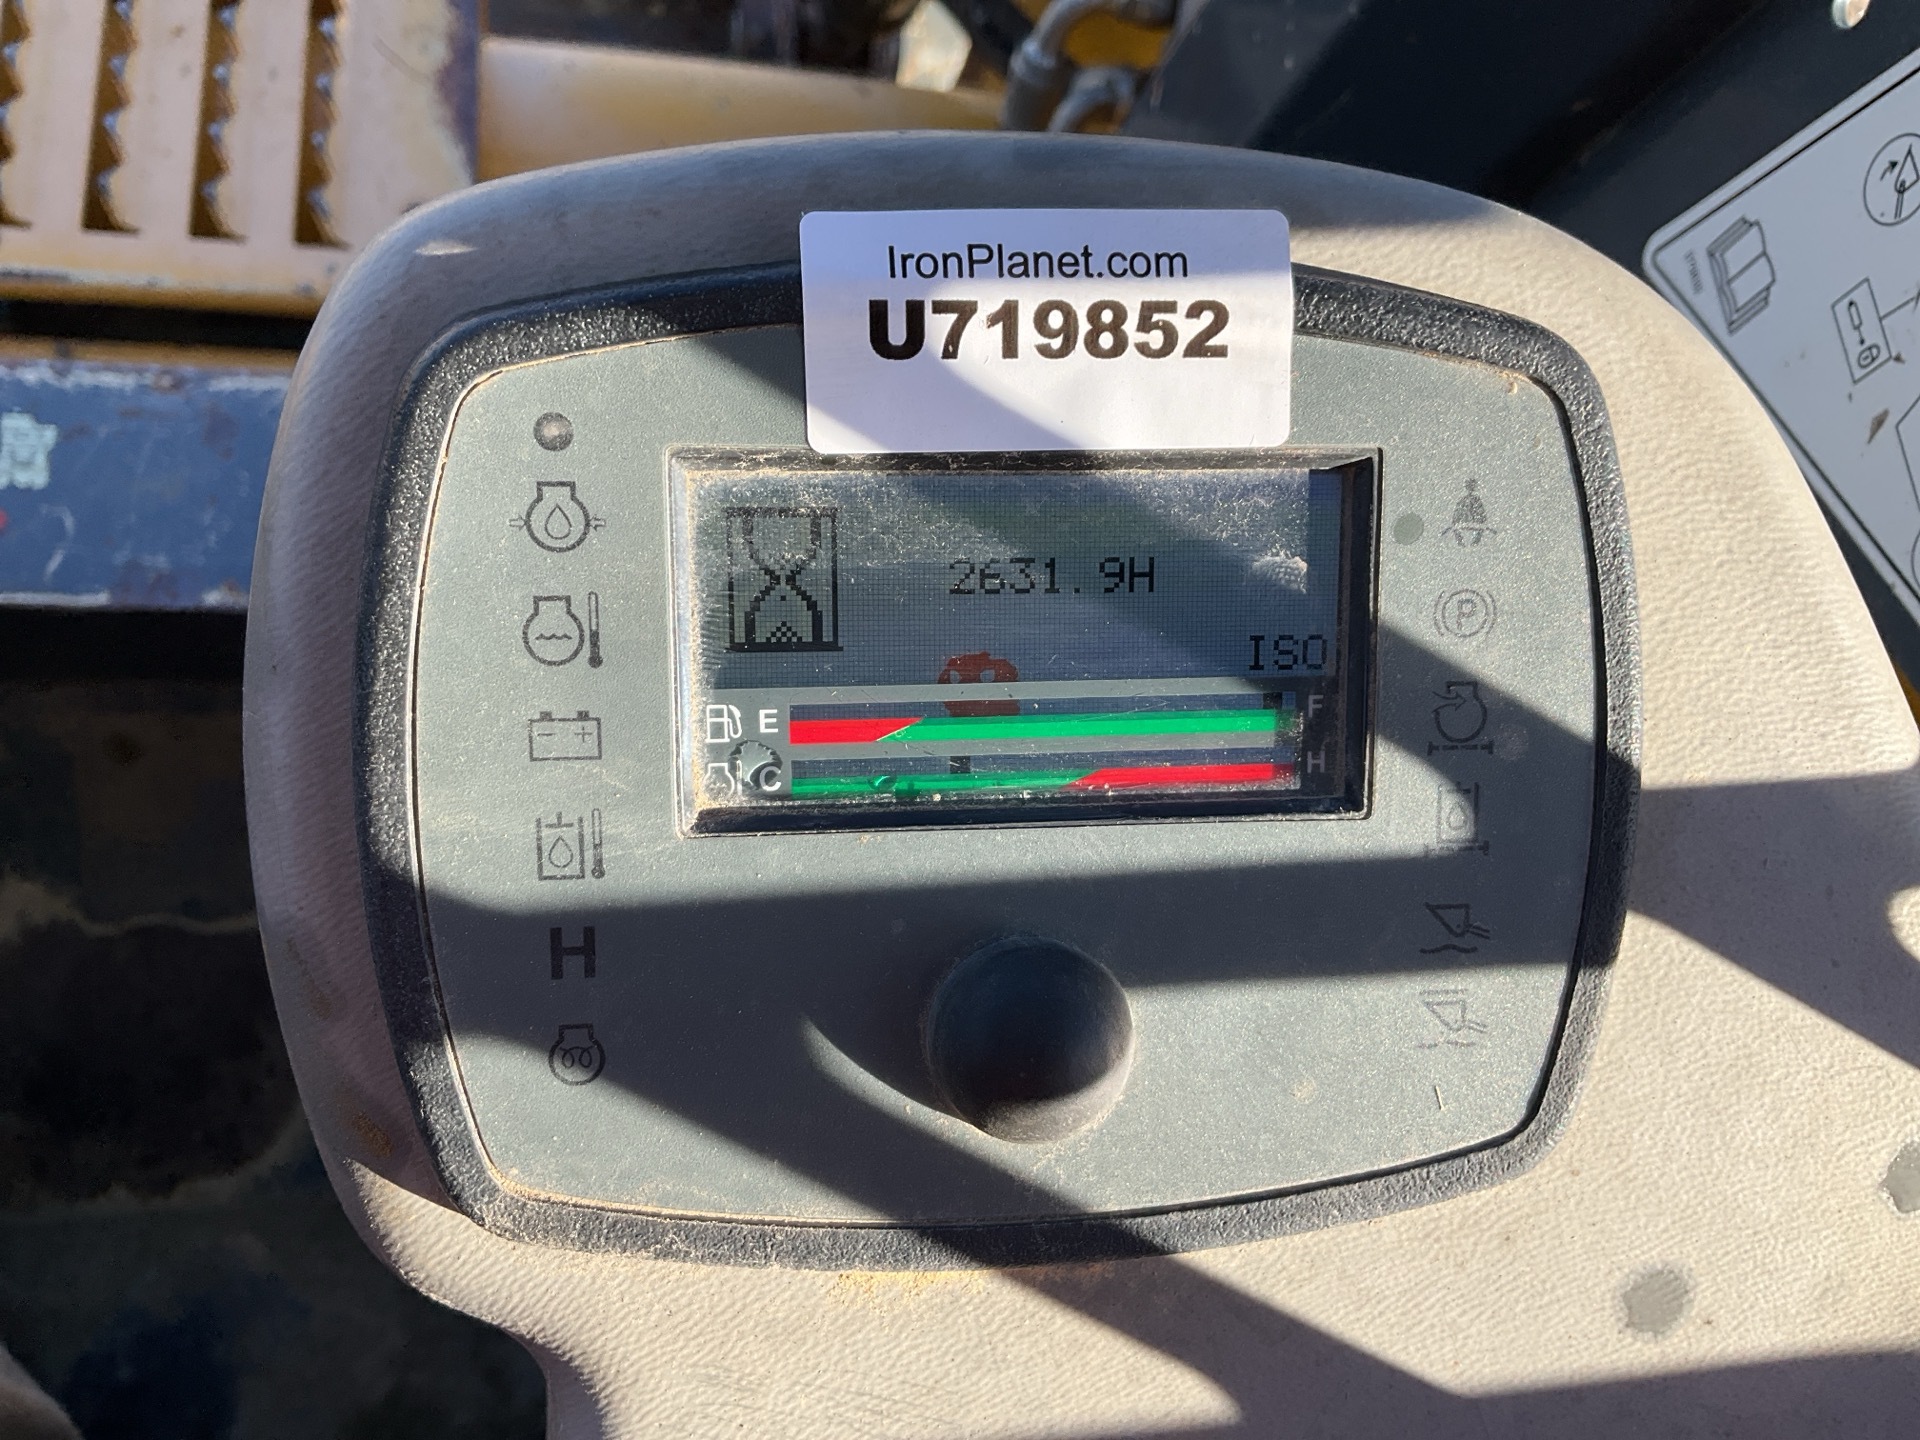 IronPlanet.com
U719852
2631.9H
ISO
E
F
C
H
P
H